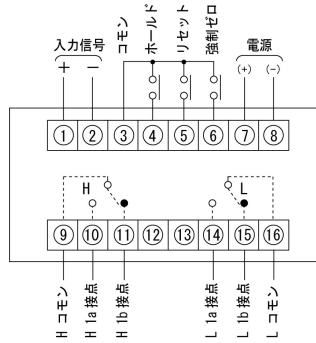 入力信号
+ −
コモン
ホールド
リセット
強制ゼロ
電源
(+) (−)
① ② ③ ④ ⑤ ⑥ ⑦ ⑧
H
L
⑨ ⑩ ⑪ ⑫ ⑬ ⑭ ⑮ ⑯
H コモン
H 1a 接点
H 1b 接点
L 1a 接点
L 1b 接点
L コモン